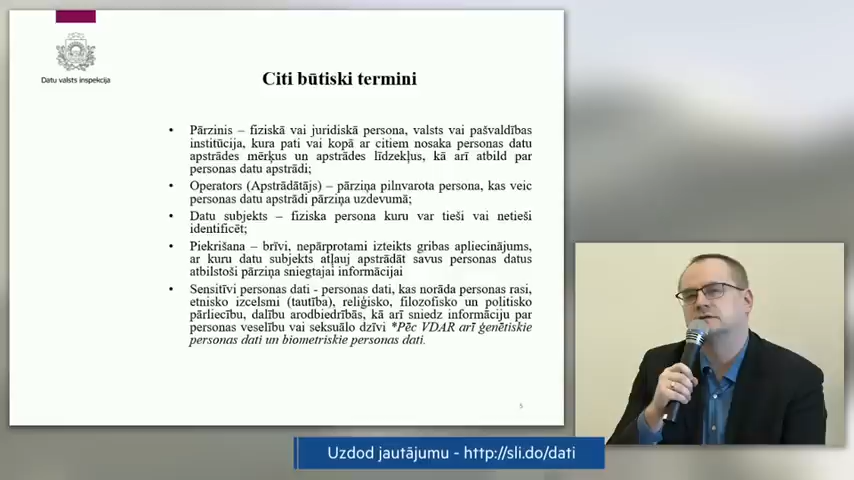 Datu valsts inspekcija
Citi būtiski termini
• Pārzinis – fiziskā vai juridiskā persona, valsts vai pašvaldības
institūcija, kura pati vai kopā ar citiem nosaka personas datu
apstrādes mērķus un apstrādes līdzekļus, kā arī atbild par
personas datu apstrādi;
• Operators (Apstrādātājs) – pārziņa pilnvarota persona, kas veic
personas datu apstrādi pārziņa uzdevumā;
• Datu subjekts – fiziska persona kuru var tieši vai netieši
identificēt;
• Piekrišana – brīvi, nepārprotami izteikts gribas apliecinājums,
ar kuru datu subjekts atļauj apstrādāt savus personas datus
atbilstoši pārziņa sniegtajai informācijai
• Sensitīvi personas dati - personas dati, kas norāda personas rasi,
etnisko izcelsmi (tautība), reliģisko, filozofisko un politisko
pārliecību, dalību arodbiedrībās, kā arī sniedz informāciju par
personas veselību vai seksuālo dzīvi *Pēc VDAR arī ģenētiskie
personas dati un biometriskie personas dati.
5
Uzdod jautājumu - http://sli.do/dati